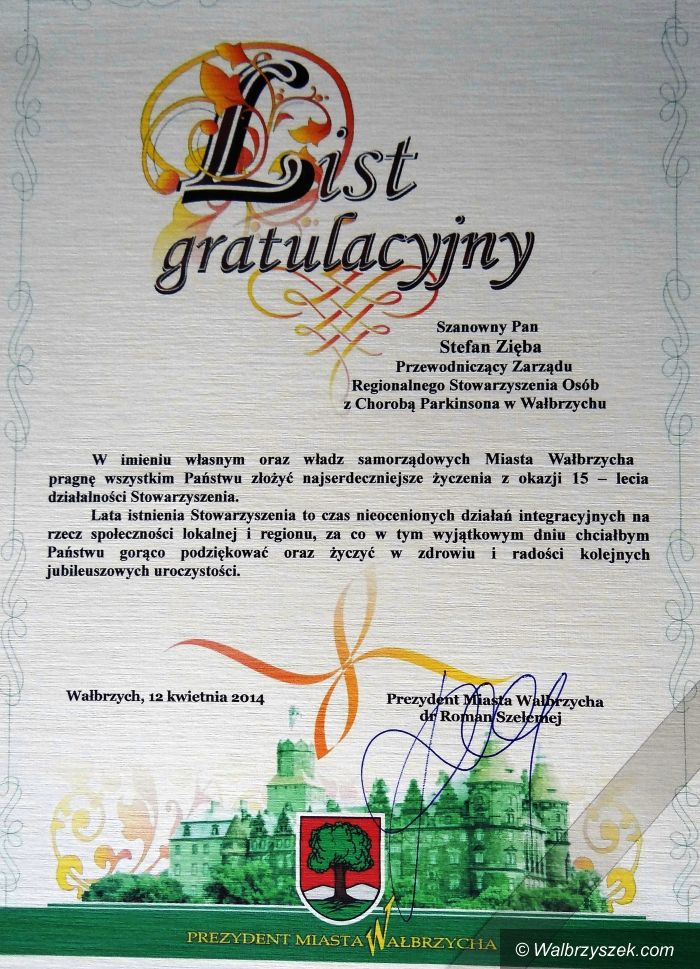 List
gratulacyjny
Szanowny Pan
Stefan Zięba
Przewodniczący Zarządu
Regionalnego Stowarzyszenia Osób
z Chorobą Parkinsona w Wałbrzychu
W imieniu własnym oraz władz samorządowych Miasta Wałbrzycha
pragnę wszystkim Państwu złożyć najserdeczniejsze życzenia z okazji 15 – lecia
działalności Stowarzyszenia.
Lata istnienia Stowarzyszenia to czas nieocenionych działań integracyjnych na
rzecz społeczności lokalnej i regionu, za co w tym wyjątkowym dniu chciałbym
Państwu gorąco podziękować oraz życzyć w zdrowiu i radości kolejnych
jubileuszowych uroczystości.
Wałbrzych, 12 kwietnia 2014
Prezydent Miasta Wałbrzycha
dr Roman Szełemej
PREZYDENT MIASTA WAŁBRZYCHA
© Walbrzyszek.com